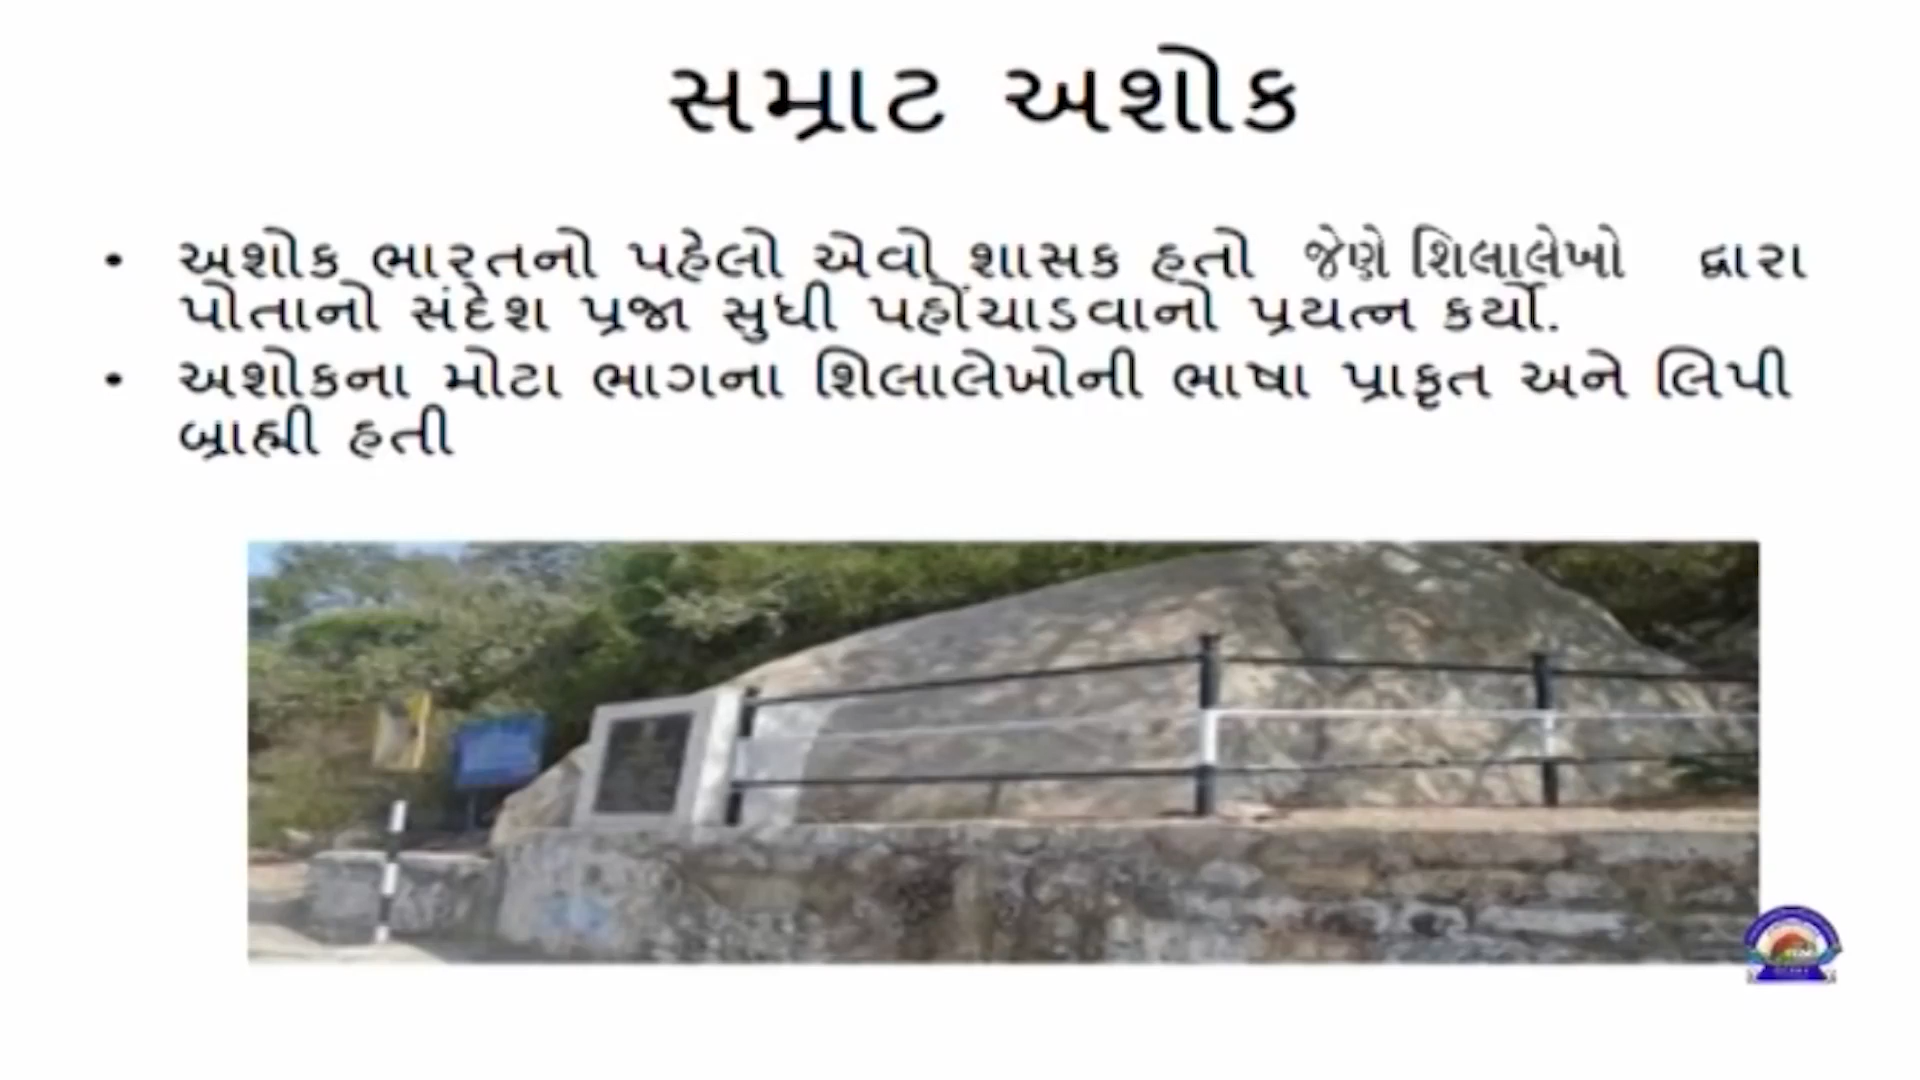 સમ્રાટ અશોક
• અશોક ભારતનો પહેલો એવો શાસક હતો જેણે શિલાલેખો દ્વારા
પોતાનો સંદેશ પ્રજા સુધી પહોંચાડવાનો પ્રયત્ન કર્યો.
• અશોકના મોટા ભાગના શિલાલેખોની ભાષા પ્રાકૃત અને લિપી
બ્રાહ્મી હતી